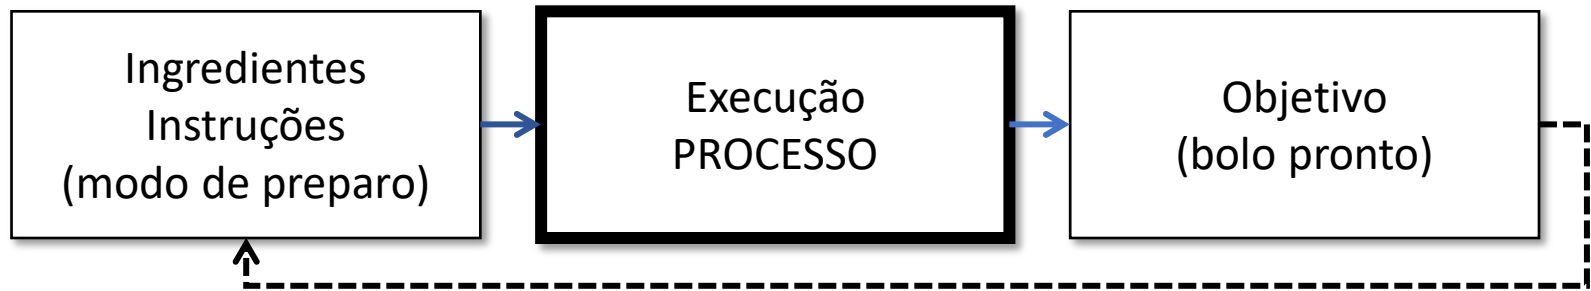 Ingredientes
Instruções
(modo de preparo)
Execução
PROCESSO
Objetivo
(bolo pronto)